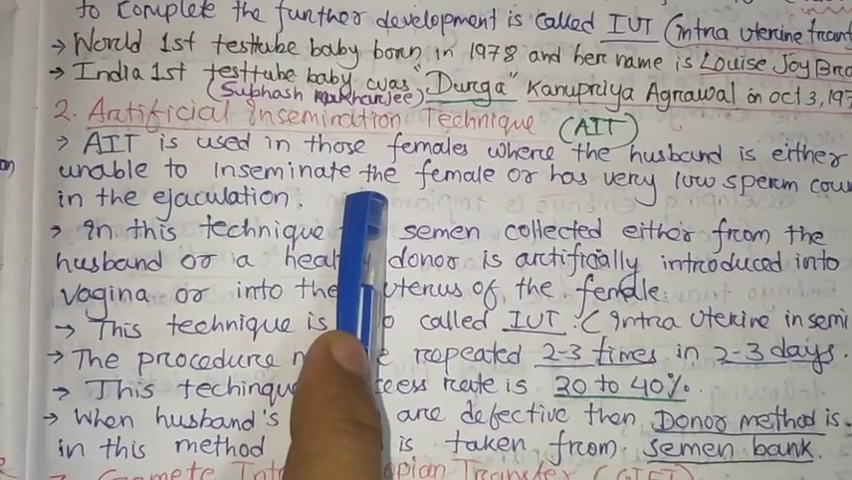 to complete the further development is called IUT (intra uterine
→ World 1st testtube baby born in 1978 and her name is Louise Joy
→ India 1st testtube baby was "Durga" Kanupriya Agrawal on oct 3,
(Subhash Mukharjee)
2. Artificial Insemination Technique (AIT)
→ AIT is used in those females where the husband is either
unable to inseminate the female or has very low sperm
in the ejaculation.
→ In this technique semen collected either from the
husband or a donor is artificially introduced into
vagina or into the uterus of the female.
→ This technique is called IUT. (Intra Uterine
→ The procedure repeated 2-3 times in 2-3 days.
→ This rate is 30 to 40%.
→ When husband's are defective then Donor method is
in this method is taken from semen bank.
Transfer (GIFT)